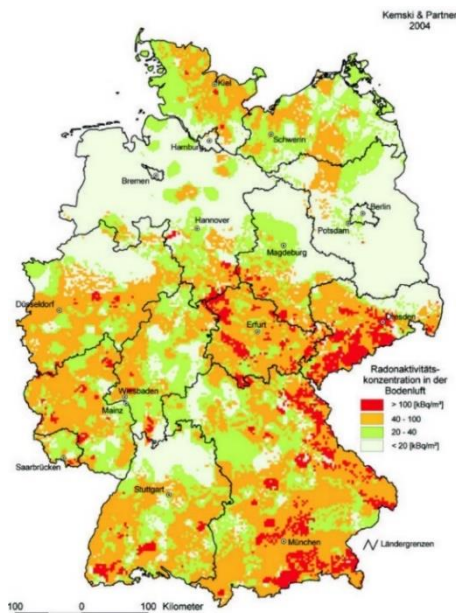 Kemski & Partner
2004
Kiel
Schwerin
Hamburg
Bremen
Berlin
Hannover
Potsdam
Magdeburg
Düsseldorf
Erfurt
Dresden
Radonaktivitäts-
konzentration in der
Bodenluft
> 100 [kBq/m³]
40 - 100
20 - 40
< 20 [kBq/m³]
Wiesbaden
Mainz
Saarbrücken
Stuttgart
München
Ländergrenzen
100 0 100 Kilometer